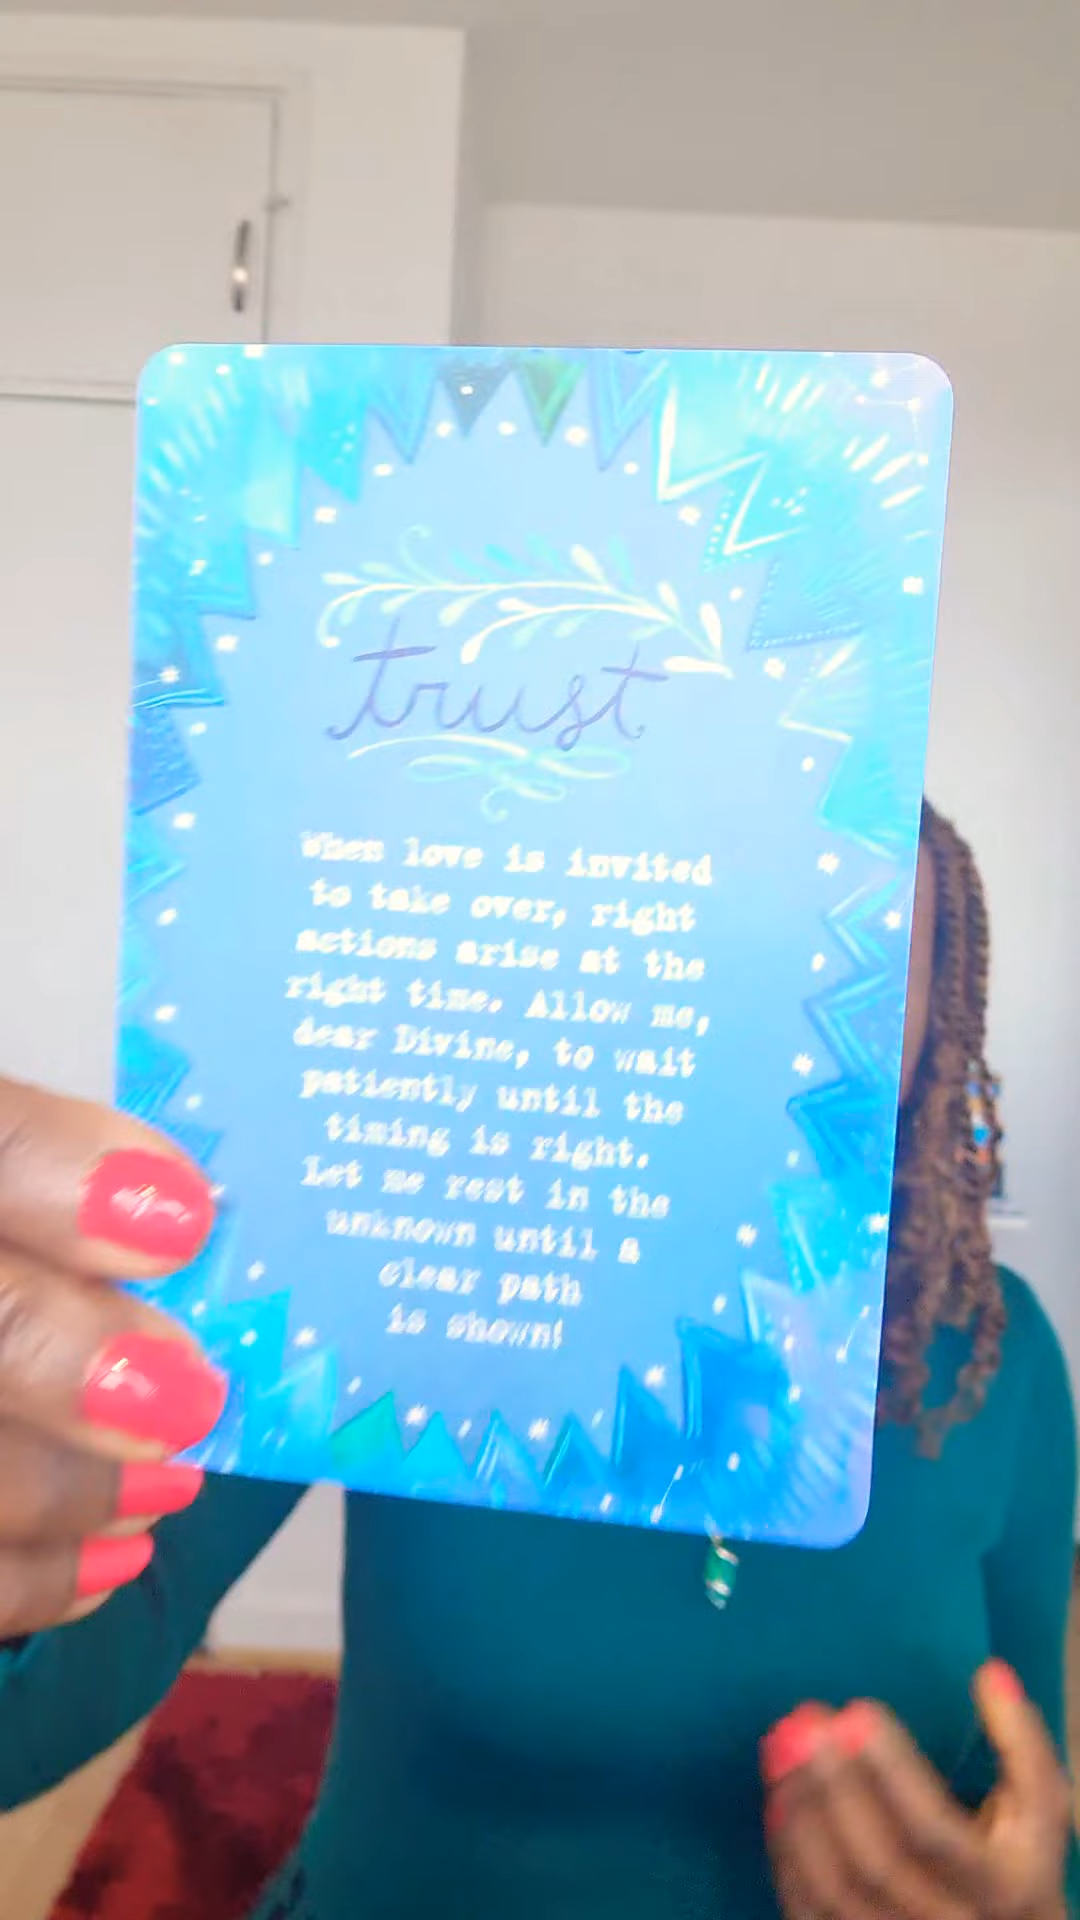 trust
When love is invited
to take over, right
actions arise at the
right time. Allow me,
dear Divine, to wait
patiently until the
timing is right.
Let me rest in the
unknown until a
clear path
is shown!